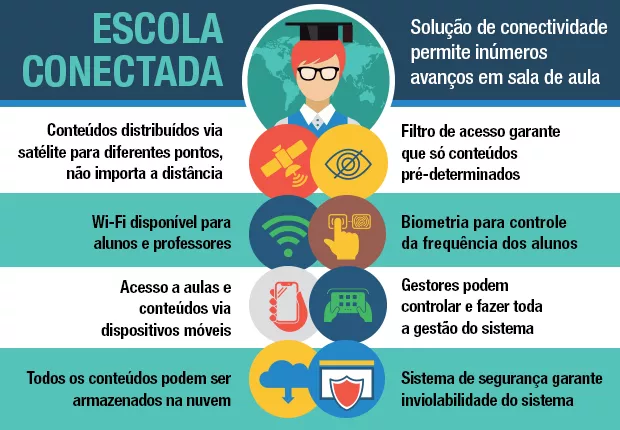 ESCOLA
CONECTADA
Solução de conectividade
permite inúmeros
avanços em sala de aula
Conteúdos distribuídos via
satélite para diferentes pontos,
não importa a distância
Filtro de acesso garante
que só conteúdos
pré-determinados
Wi-Fi disponível para
alunos e professores
Biometria para controle
da frequência dos alunos
Acesso a aulas e
conteúdos via
dispositivos móveis
Gestores podem
controlar e fazer toda
a gestão do sistema
Todos os conteúdos podem ser
armazenados na nuvem
Sistema de segurança garante
inviolabilidade do sistema